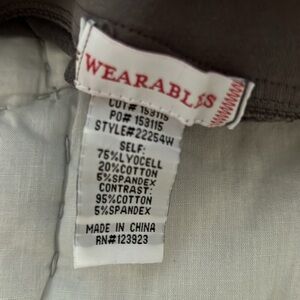 WEARABLES
CUT# 153115
PO# 153115
STYLE#22254W
SELF:
75%LYOCELL
20%COTTON
5%SPANDEX
CONTRAST:
95%COTTON
5%SPANDEX
MADE IN CHINA
RN#123923